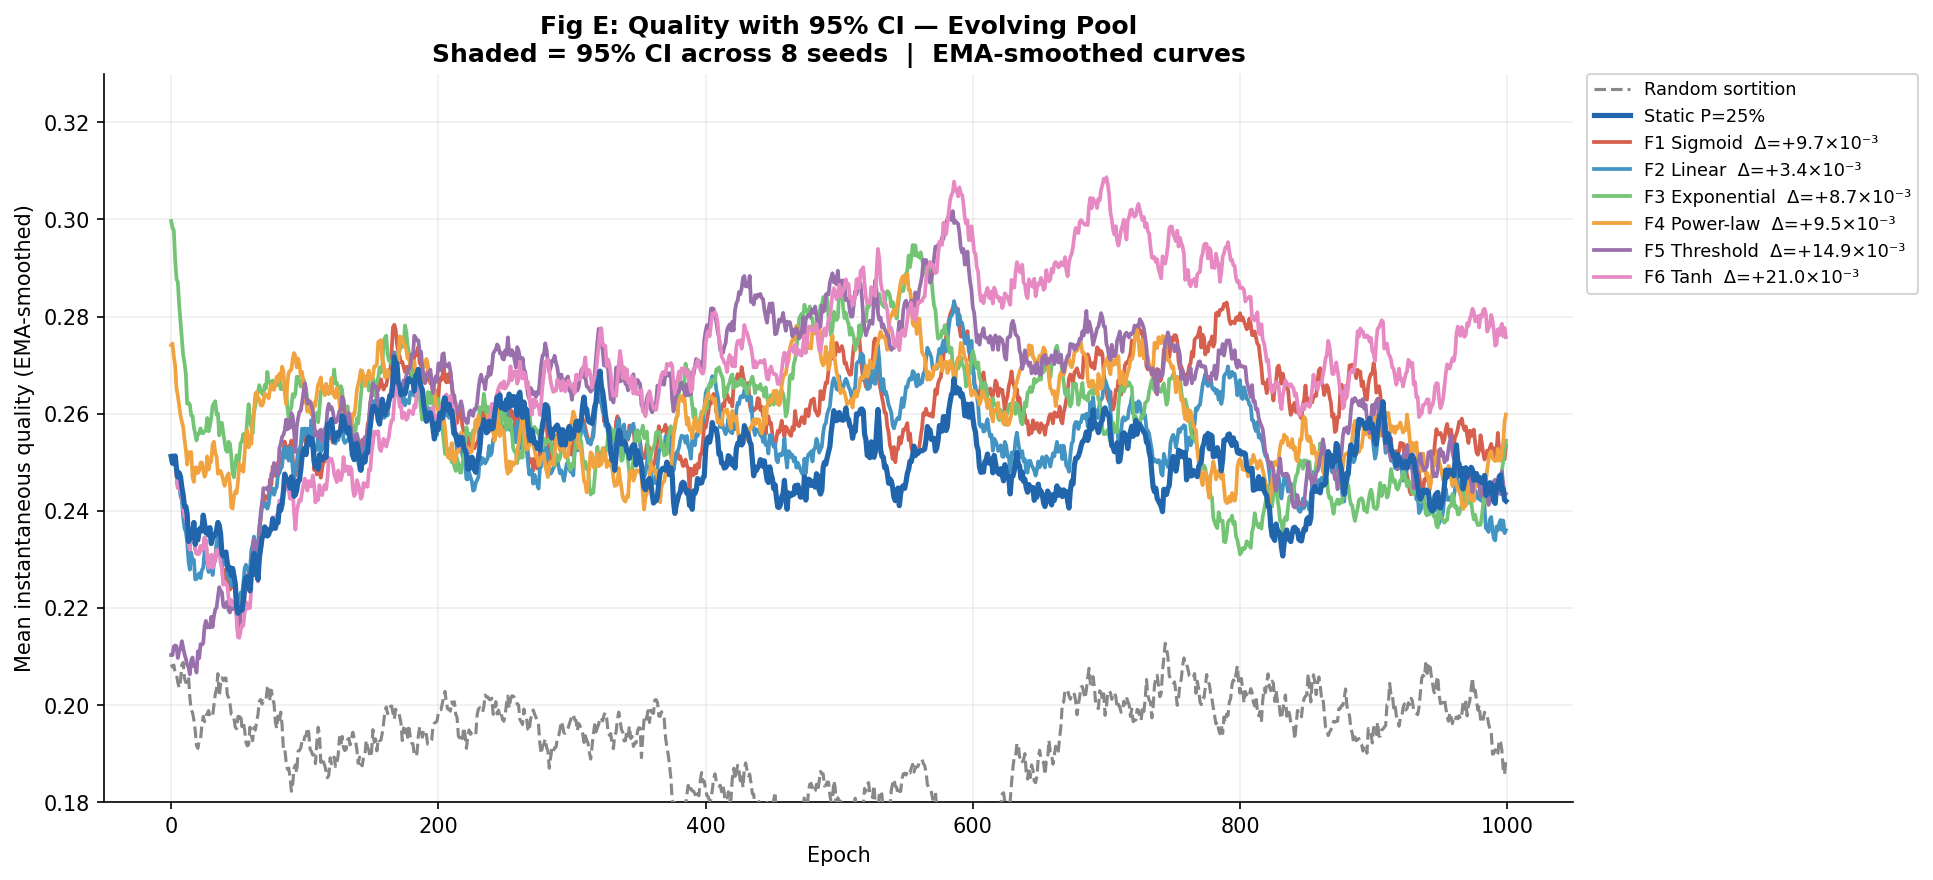 Fig E: Quality with 95% CI — Evolving Pool
Shaded = 95% CI across 8 seeds  |  EMA-smoothed curves
Mean instantaneous quality (EMA-smoothed)
0.32
0.30
0.28
0.26
0.24
0.22
0.20
0.18
0
200
400
600
800
1000
Epoch
Random sortition
Static P=25%
F1 Sigmoid  Δ=+9.7×10⁻³
F2 Linear  Δ=+3.4×10⁻³
F3 Exponential  Δ=+8.7×10⁻³
F4 Power-law  Δ=+9.5×10⁻³
F5 Threshold  Δ=+14.9×10⁻³
F6 Tanh  Δ=+21.0×10⁻³